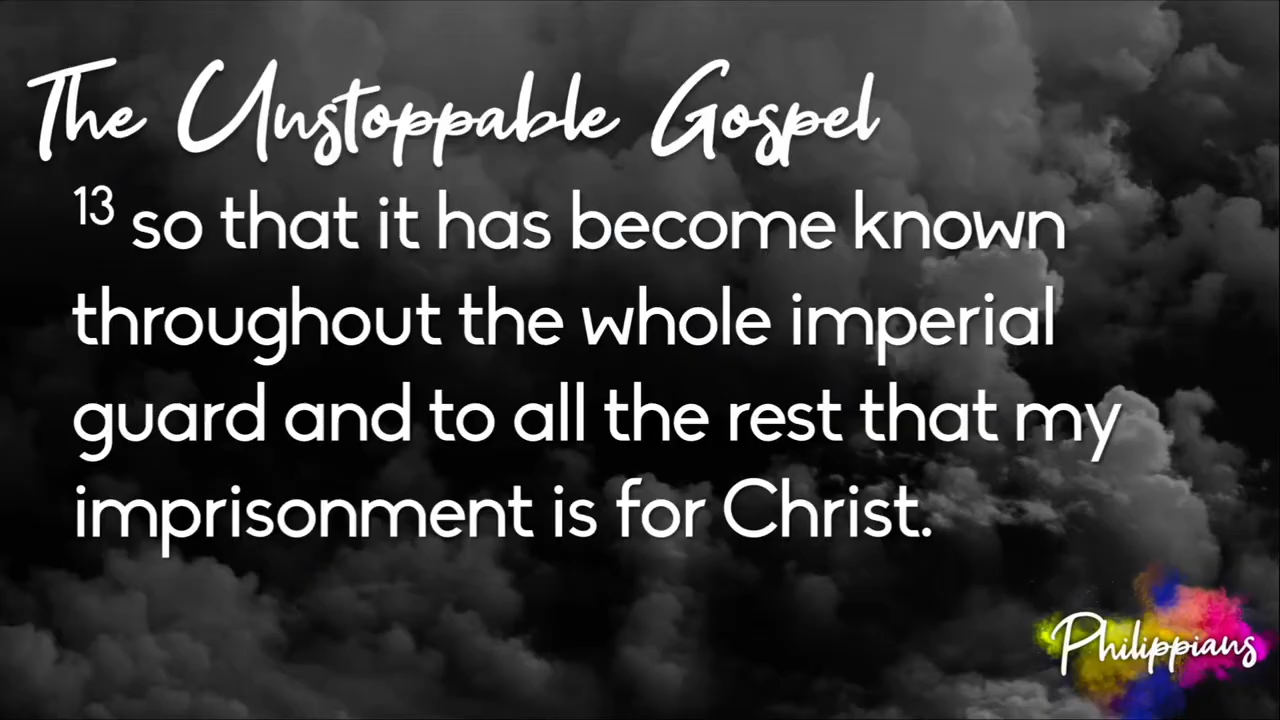 The Unstoppable Gospel
13 so that it has become known
throughout the whole imperial
guard and to all the rest that my
imprisonment is for Christ.
Philippians